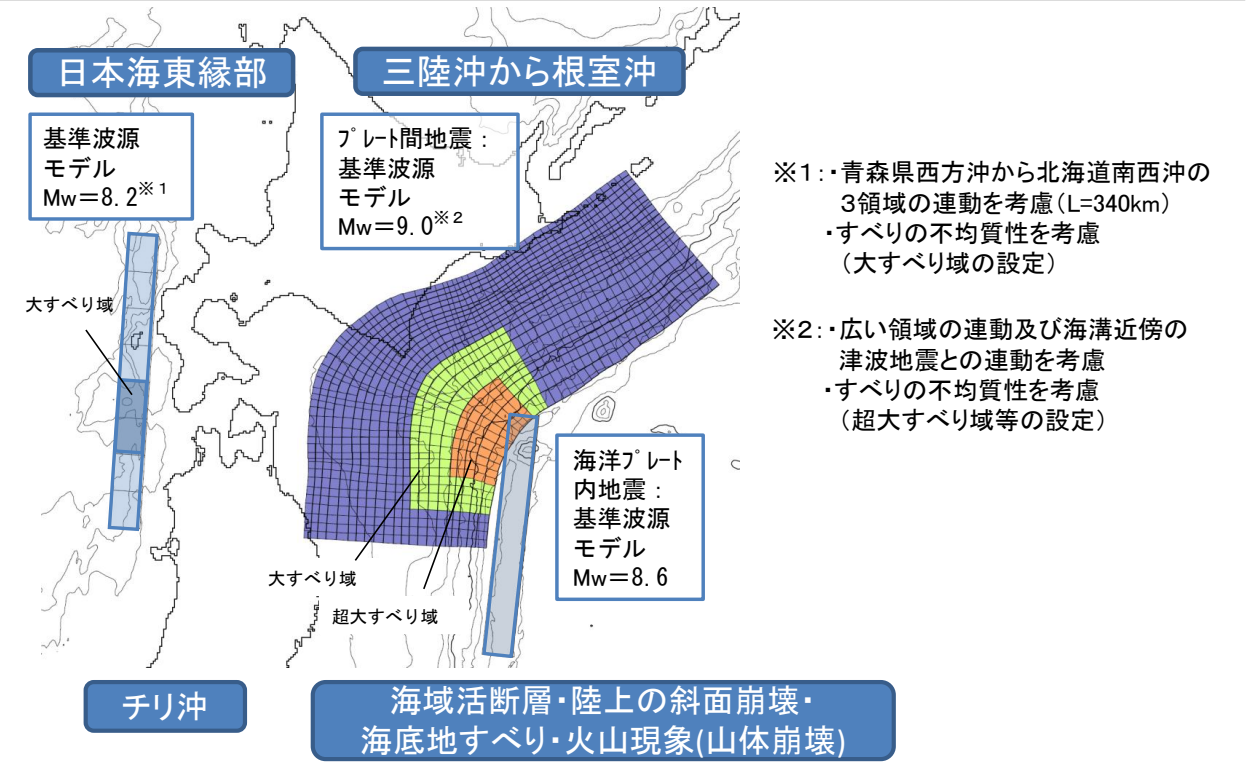 日本海東縁部
三陸沖から根室沖
基準波源
モデル
Mw=8.2※1
プレート間地震:
基準波源
モデル
Mw=9.0※2
※1:・青森県西方沖から北海道南西沖の
3領域の連動を考慮(L=340km)
・すべりの不均質性を考慮
(大すべり域の設定)
※2:・広い領域の連動及び海溝近傍の
津波地震との連動を考慮
・すべりの不均質性を考慮
(超大すべり域等の設定)
大すべり域
海洋プレート
内地震:
基準波源
モデル
Mw=8.6
大すべり域
超大すべり域
チリ沖
海域活断層・陸上の斜面崩壊・
海底地すべり・火山現象(山体崩壊)